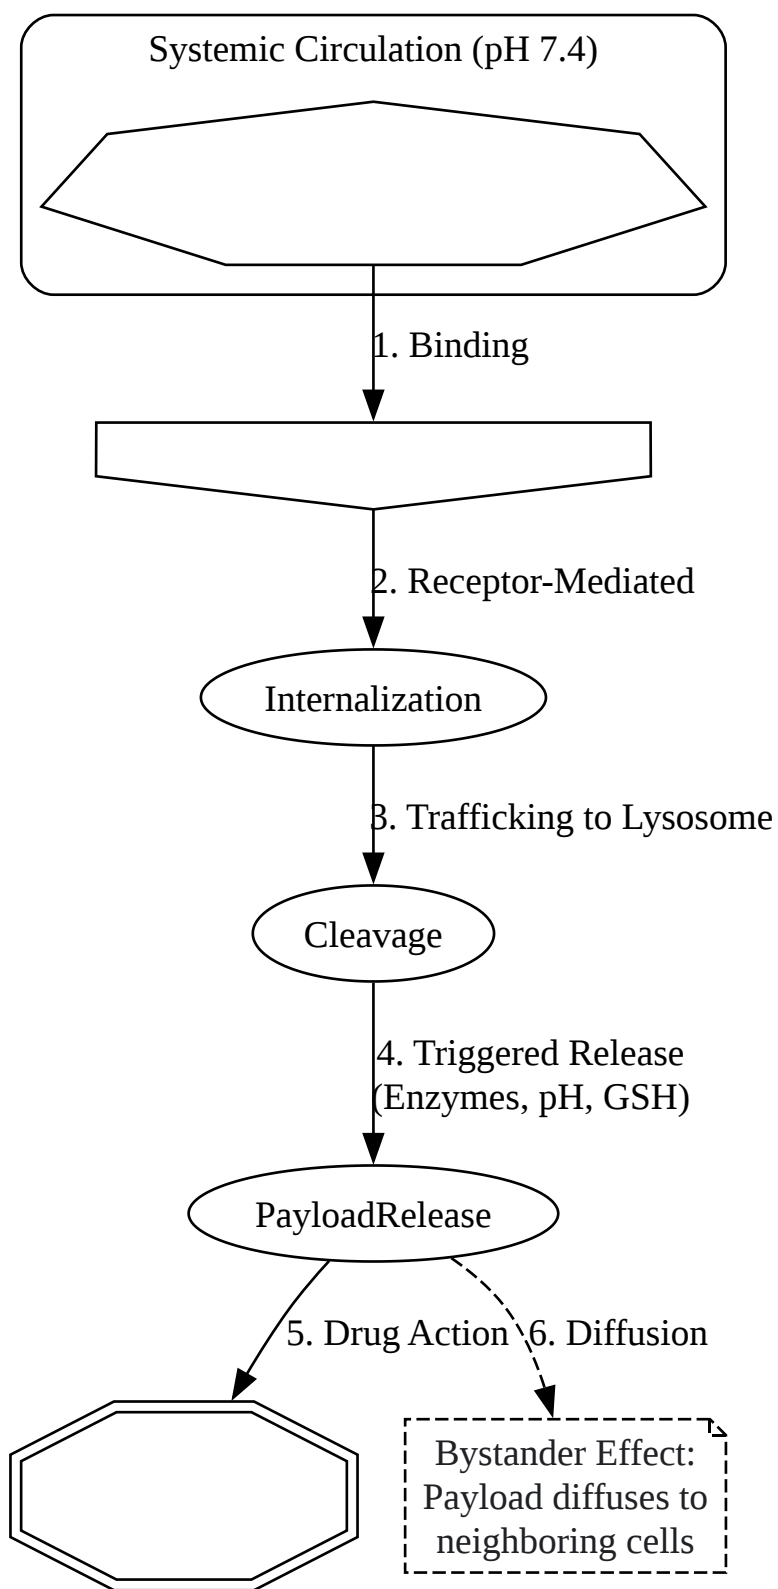 Systemic Circulation (pH 7.4)
1. Binding
2. Receptor-Mediated
Internalization
3. Trafficking to Lysosome
Cleavage
4. Triggered Release
(Enzymes, pH, GSH)
PayloadRelease
5. Drug Action
6. Diffusion
Bystander Effect:
Payload diffuses to
neighboring cells